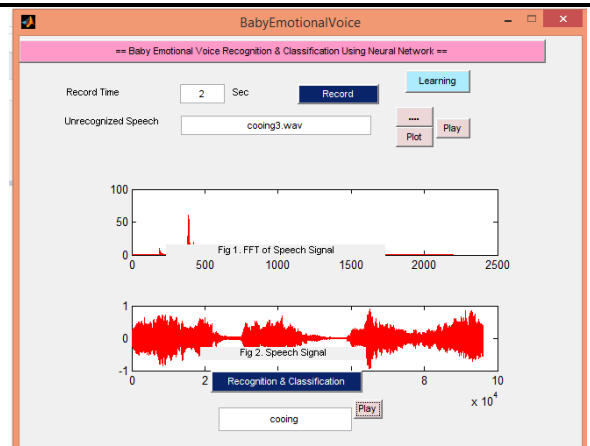 BabyEmotionalVoice
== Baby Emotional Voice Recognition & Classification Using Neural Network ==
Learning
Record Time 2 Sec Record
Unrecognized Speech cooing3.wav .... Play
Plot
100
50
0
Fig 1. FFT of Speech Signal
0 500 1000 1500 2000 2500
1
0
-1
Fig 2. Speech Signal
0 2 8 10
x 10^4
Recognition & Classification
cooing Play